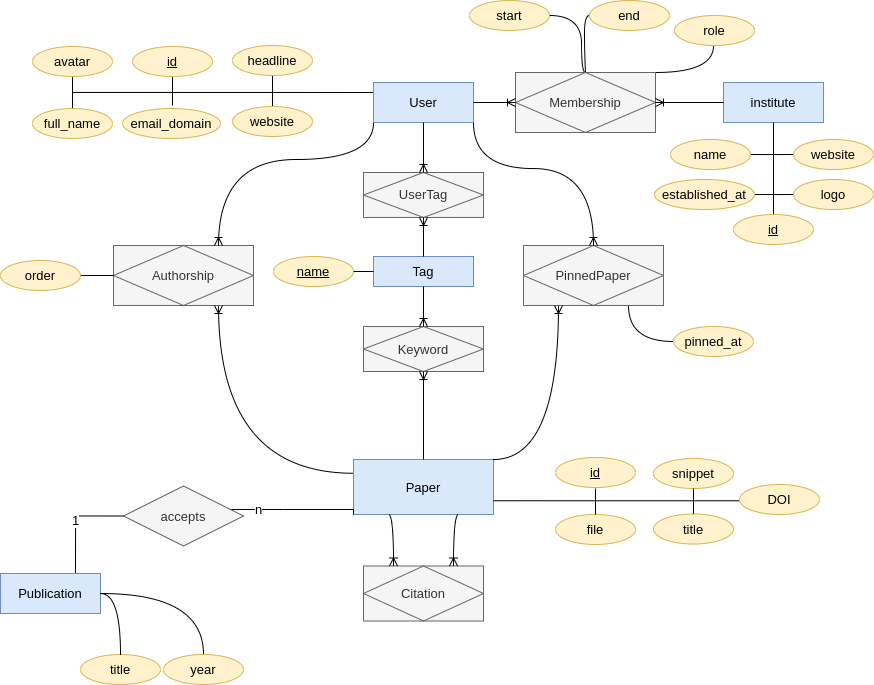 start
end
role
avatar
id
headline
User
Membership
institute
full_name
email_domain
website
name
website
UserTag
established_at
logo
id
order
Authorship
name
Tag
PinnedPaper
Keyword
pinned_at
Paper
id
snippet
DOI
file
title
accepts
n
1
Publication
Citation
title
year